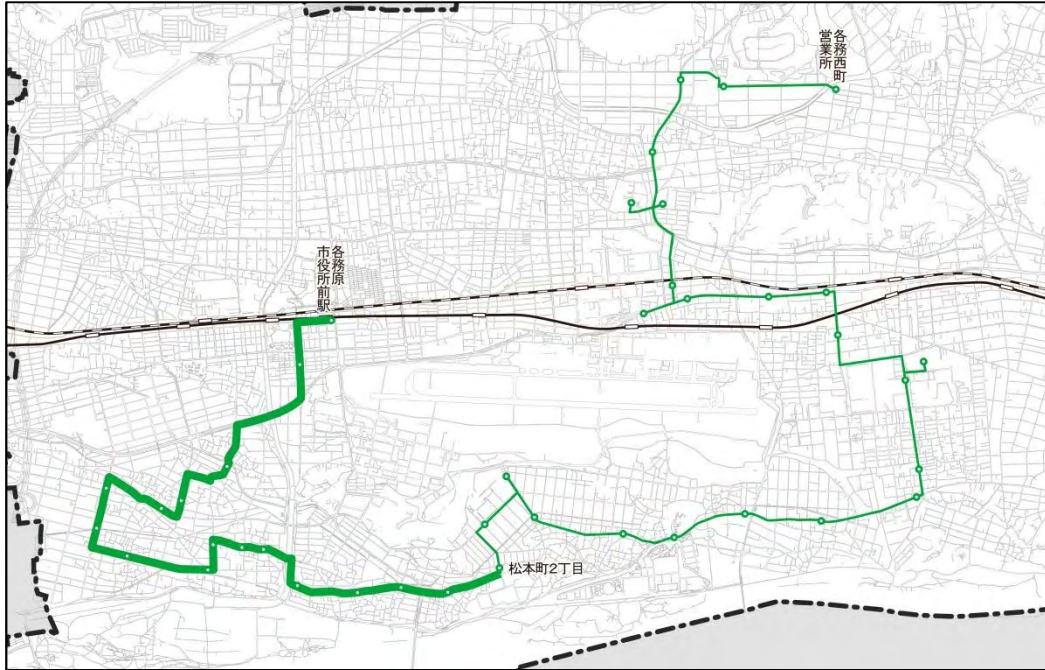 各務西町
営業所
各務原
市役所前駅
松本町2丁目